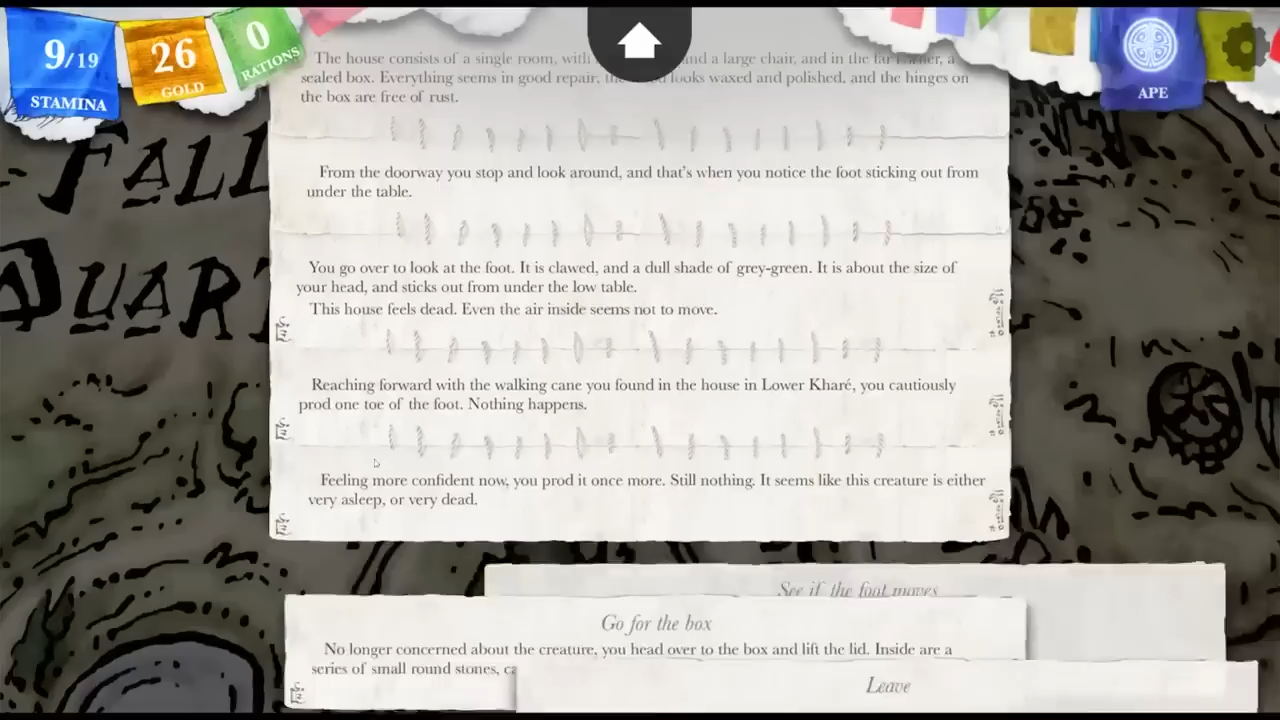 9/19
STAMINA
26
GOLD
0
RATIONS
APE
The house consists of a single room, with and a large chair, and in the far corner, a
sealed box. Everything seems in good repair, the looks waxed and polished, and the hinges on
the box are free of rust.
From the doorway you stop and look around, and that's when you notice the foot sticking out from
under the table.
You go over to look at the foot. It is clawed, and a dull shade of grey-green. It is about the size of
your head, and sticks out from under the low table.
This house feels dead. Even the air inside seems not to move.
Reaching forward with the walking cane you found in the house in Lower Kharé, you cautiously
prod one toe of the foot. Nothing happens.
Feeling more confident now, you prod it once more. Still nothing. It seems like this creature is either
very asleep, or very dead.
See if the foot moves
Go for the box
No longer concerned about the creature, you head over to the box and lift the lid. Inside are a
series of small round stones, ca
Leave
FALL
QUAR